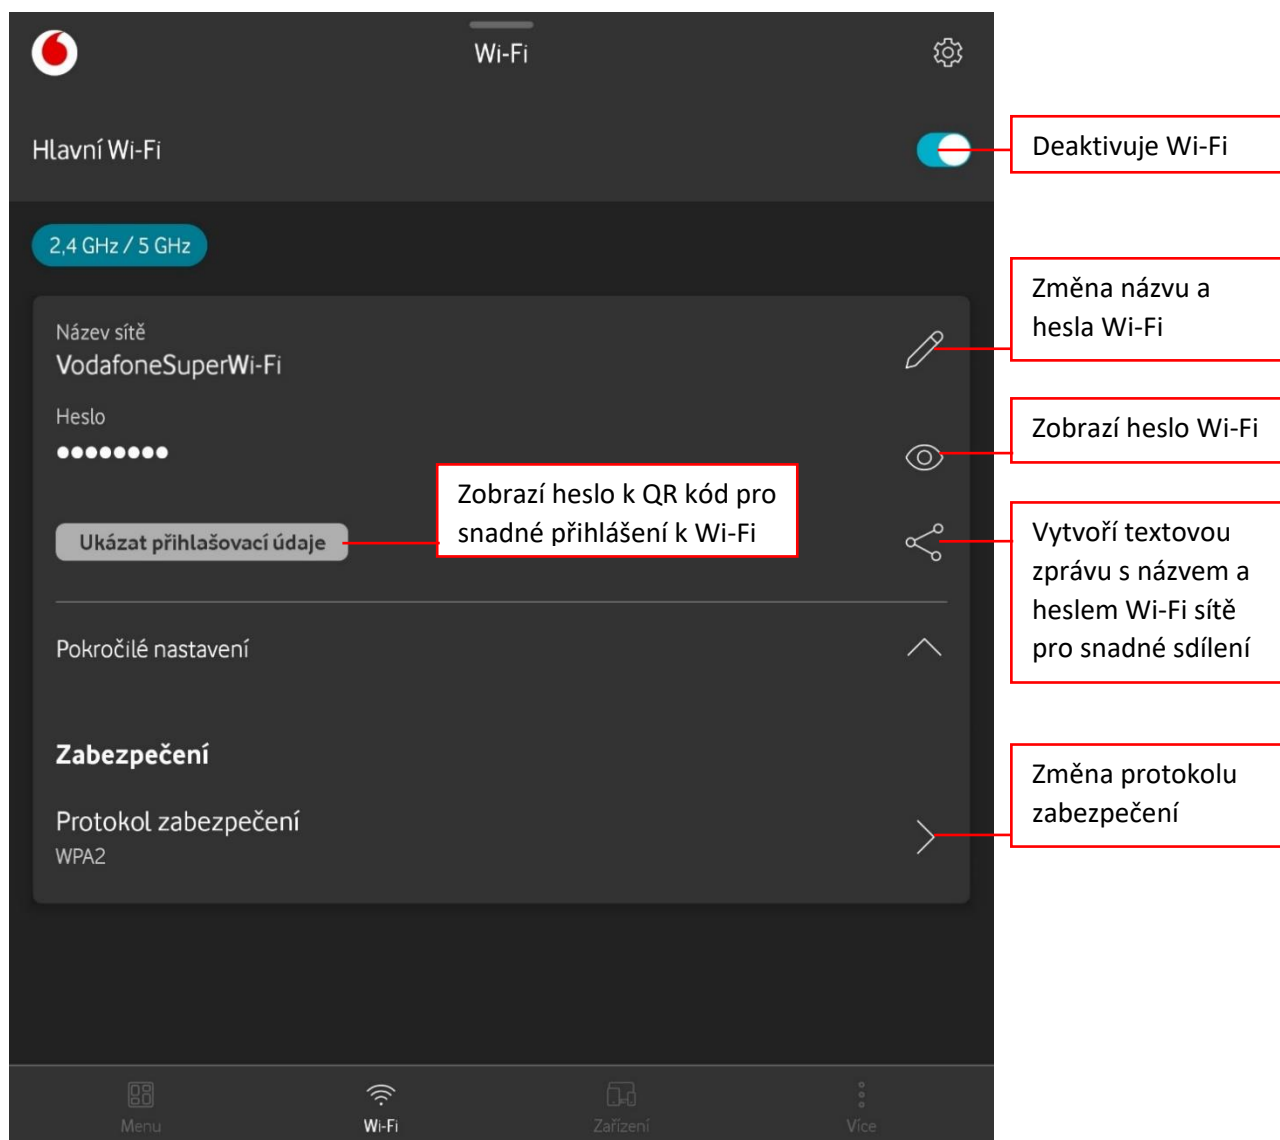 Wi-Fi
Hlavní Wi-Fi
Deaktivuje Wi-Fi
2,4 GHz / 5 GHz
Změna názvu a
hesla Wi-Fi
Název sítě
VodafoneSuperWi-Fi
Heslo
●●●●●●●●
Zobrazí heslo Wi-Fi
Zobrazí heslo k QR kód pro
snadné přihlášení k Wi-Fi
Ukázat přihlašovací údaje
Vytvoří textovou
zprávu s názvem a
heslem Wi-Fi sítě
pro snadné sdílení
Pokročilé nastavení
Zabezpečení
Protokol zabezpečení
WPA2
Změna protokolu
zabezpečení
Menu
Wi-Fi
Zařízení
Více